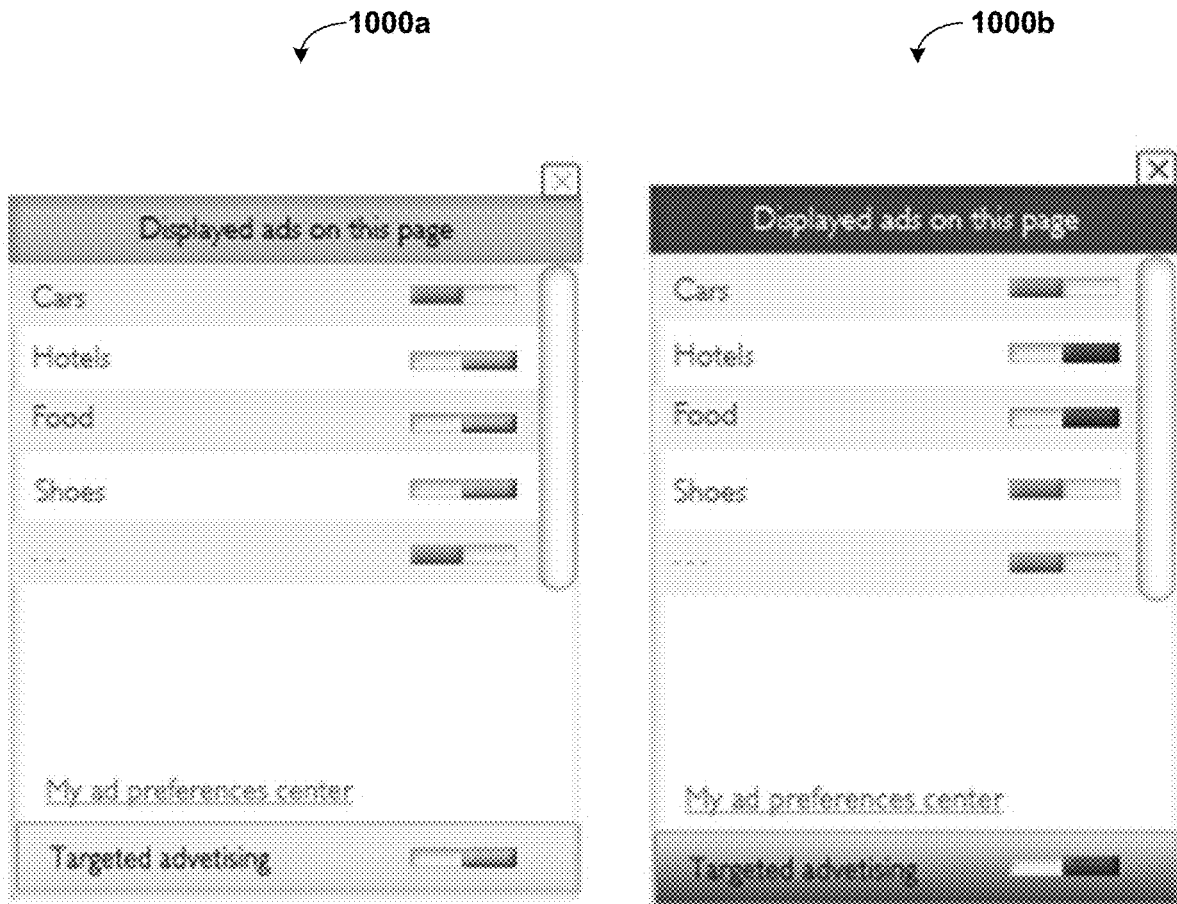 1000a
1000b
X
Displayed ads on this page
Cars
Hotels
Food
Shoes
...
My ad preferences center
Targeted advetising
X
Displayed ads on this page
Cars
Hotels
Food
Shoes
...
My ad preferences center
Targeted advetising